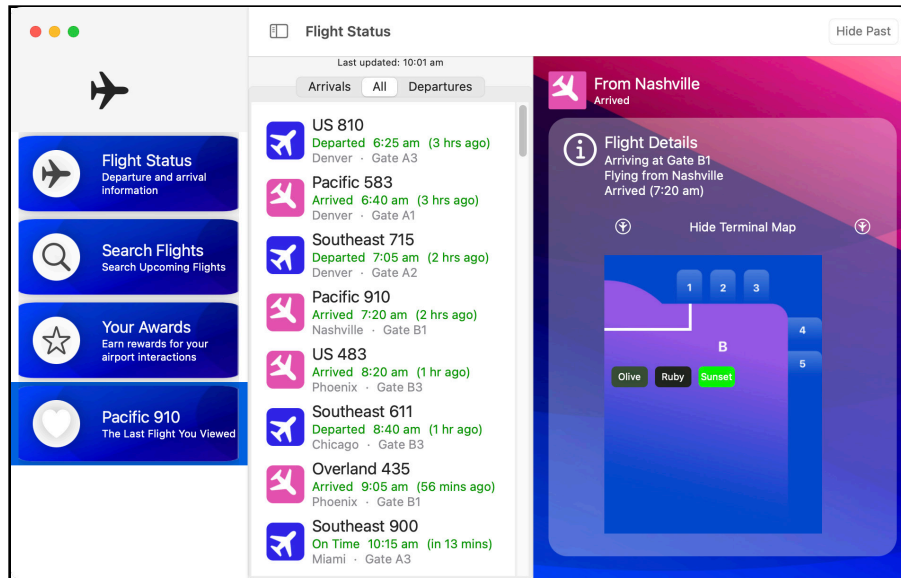 Flight Status
Hide Past
Flight Status
Departure and arrival
information
Search Flights
Search Upcoming Flights
Your Awards
Earn rewards for your
airport interactions
Pacific 910
The Last Flight You Viewed
Last updated: 10:01 am
Arrivals All Departures
US 810
Departed 6:25 am (3 hrs ago)
Denver · Gate A3
Pacific 583
Arrived 6:40 am (3 hrs ago)
Denver · Gate A1
Southeast 715
Departed 7:05 am (2 hrs ago)
Denver · Gate A2
Pacific 910
Arrived 7:20 am (2 hrs ago)
Nashville · Gate B1
US 483
Arrived 8:20 am (1 hr ago)
Phoenix · Gate B3
Southeast 611
Departed 8:40 am (1 hr ago)
Chicago · Gate B3
Overland 435
Arrived 9:05 am (56 mins ago)
Phoenix · Gate B1
Southeast 900
On Time 10:15 am (in 13 mins)
Miami · Gate A3
From Nashville
Arrived
Flight Details
Arriving at Gate B1
Flying from Nashville
Arrived (7:20 am)
Hide Terminal Map
1 2 3
4
B
5
Olive Ruby Sunset